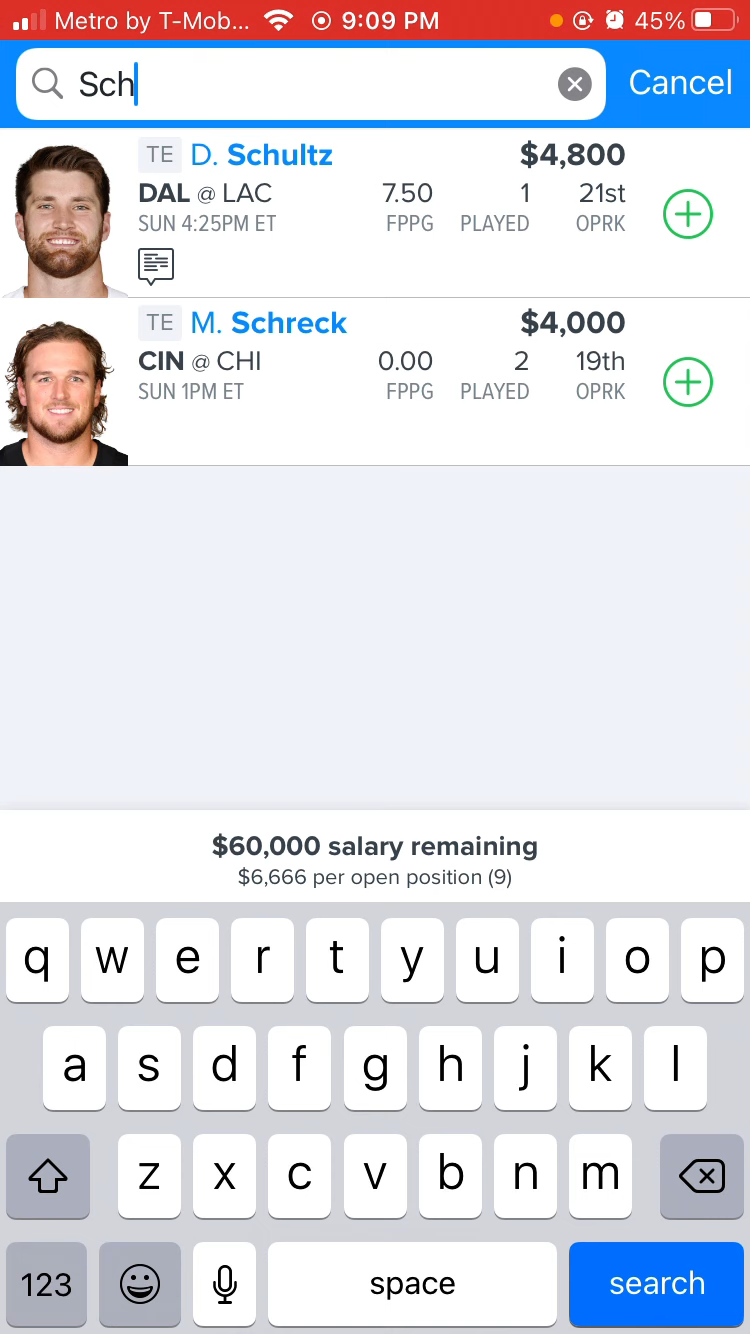 Metro by T-Mob... 9:09 PM 45%
Sch Cancel
TE D. Schultz $4,800
DAL @ LAC 7.50 1 21st
SUN 4:25PM ET FPPG PLAYED OPRK
TE M. Schreck $4,000
CIN @ CHI 0.00 2 19th
SUN 1PM ET FPPG PLAYED OPRK
$60,000 salary remaining
$6,666 per open position (9)
q w e r t y u i o p
a s d f g h j k l
z x c v b n m
123 space search